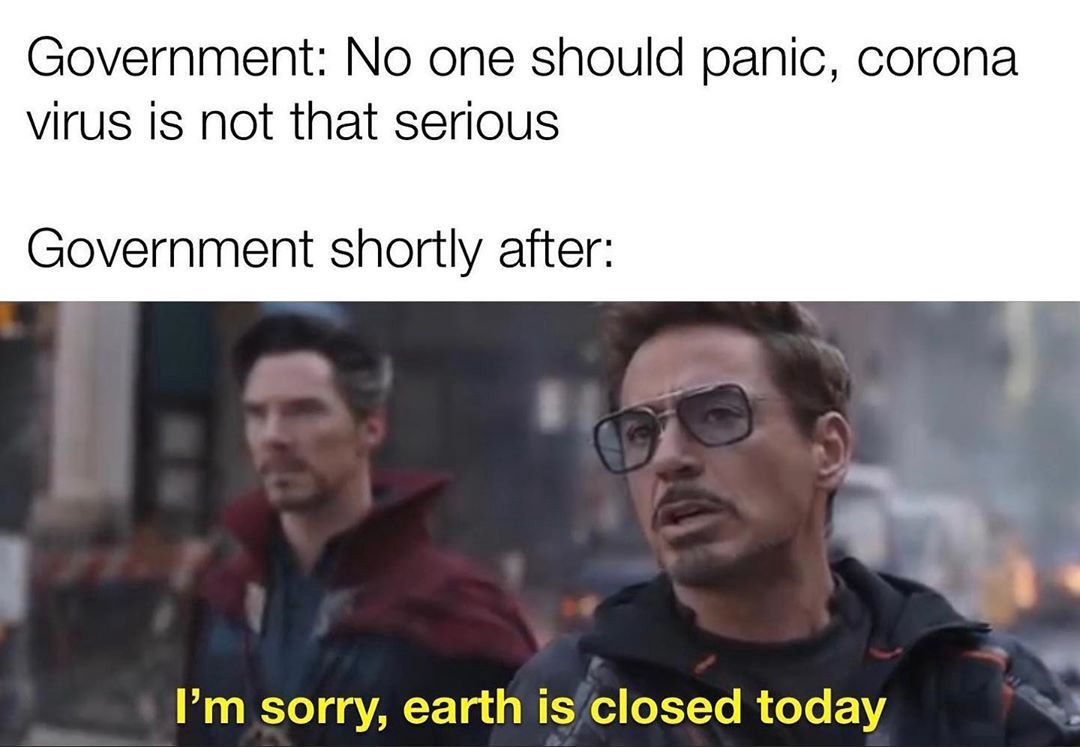 Government: No one should panic, corona
virus is not that serious
Government shortly after:
I'm sorry, earth is closed today